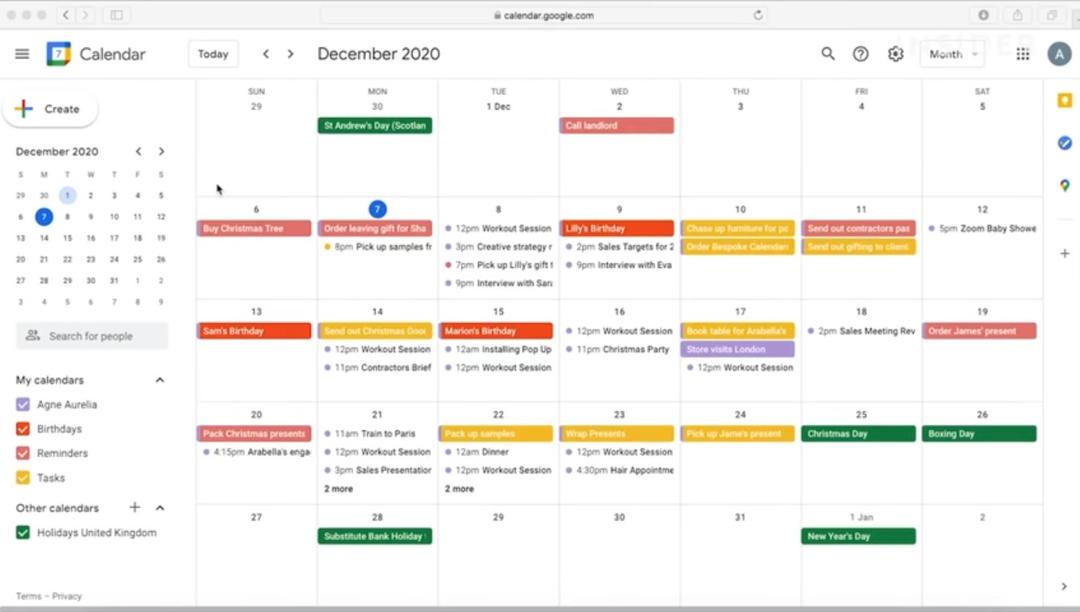 calendar.google.com
INSIDER
Calendar
Today
December 2020
Month
A
Create
December 2020
S M T W T F S
29 30 1 2 3 4 5
6 7 8 9 10 11 12
13 14 15 16 17 18 19
20 21 22 23 24 25 26
27 28 29 30 31 1 2
3 4 5 6 7 8 9
Search for people
My calendars
Agne Aurelia
Birthdays
Reminders
Tasks
Other calendars
Holidays United Kingdom
Terms – Privacy
SUN MON TUE WED THU FRI SAT
29 30 1 Dec 2 3 4 5
St Andrew's Day (Scotlan
Call landlord
6 7 8 9 10 11 12
Buy Christmas Tree
Order leaving gift for Sha
8pm Pick up samples fr
12pm Workout Session
3pm Creative strategy r
7pm Pick up Lilly's gift f
9pm Interview with Sara
Lilly's Birthday
2pm Sales Targets for 2
9pm Interview with Eva
Chase up furniture for po
Order Bespoke Calendars
Send out contractors pas
Send out gifting to client
5pm Zoom Baby Showe
13 14 15 16 17 18 19
Sam's Birthday
Send out Christmas Good
12pm Workout Session
11pm Contractors Brief
Marion's Birthday
12am Installing Pop Up
12pm Workout Session
12pm Workout Session
11pm Christmas Party
Book table for Arabella's
Store visits London
12pm Workout Session
2pm Sales Meeting Rev
Order James' present
20 21 22 23 24 25 26
Pack Christmas presents
4:15pm Arabella's enga
11am Train to Paris
12pm Workout Session
3pm Sales Presentation
2 more
Pack up samples
12am Dinner
12pm Workout Session
2 more
Wrap Presents
12pm Workout Session
4:30pm Hair Appointme
Pick up Jame's present
Christmas Day
Boxing Day
27 28 29 30 31 1 Jan 2
Substitute Bank Holiday
New Year's Day